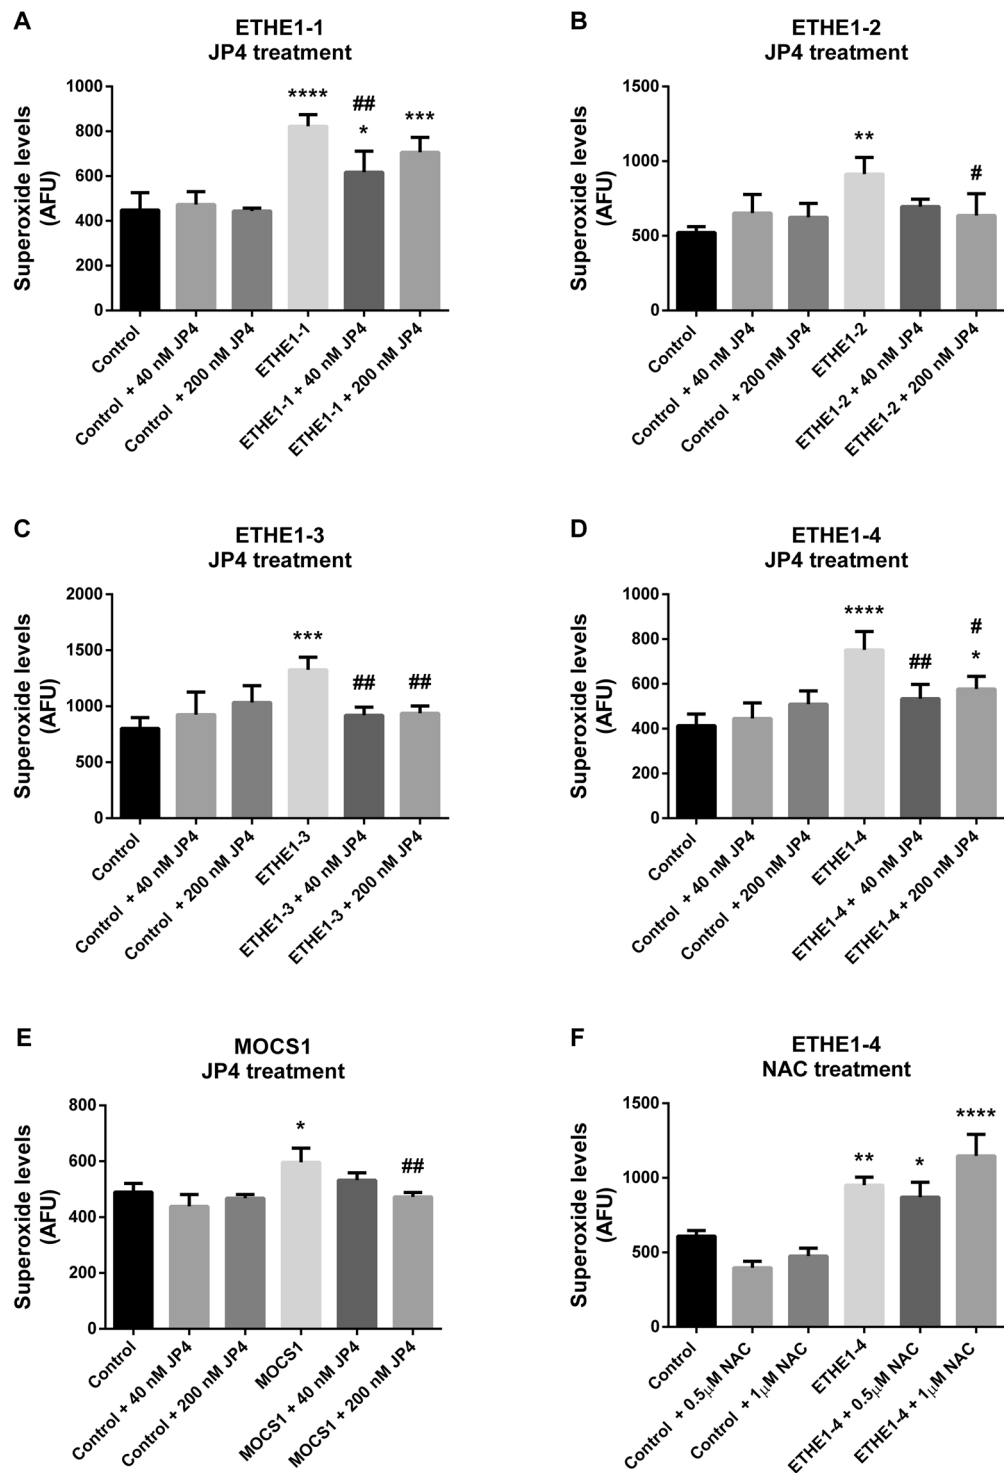 A
ETHE1-1
JP4 treatment
Superoxide levels
(AFU)
1000
800
600
400
200
0
****
##
*
***
Control
Control + 40 nM JP4
Control + 200 nM JP4
ETHE1-1
ETHE1-1 + 40 nM JP4
ETHE1-1 + 200 nM JP4
B
ETHE1-2
JP4 treatment
Superoxide levels
(AFU)
1500
1000
500
0
**
#
Control
Control + 40 nM JP4
Control + 200 nM JP4
ETHE1-2
ETHE1-2 + 40 nM JP4
ETHE1-2 + 200 nM JP4
C
ETHE1-3
JP4 treatment
Superoxide levels
(AFU)
2000
1500
1000
500
0
***
##
##
Control
Control + 40 nM JP4
Control + 200 nM JP4
ETHE1-3
ETHE1-3 + 40 nM JP4
ETHE1-3 + 200 nM JP4
D
ETHE1-4
JP4 treatment
Superoxide levels
(AFU)
1000
800
600
400
200
0
****
##
#
*
Control
Control + 40 nM JP4
Control + 200 nM JP4
ETHE1-4
ETHE1-4 + 40 nM JP4
ETHE1-4 + 200 nM JP4
E
MOCS1
JP4 treatment
Superoxide levels
(AFU)
800
600
400
200
0
*
##
Control
Control + 40 nM JP4
Control + 200 nM JP4
MOCS1
MOCS1 + 40 nM JP4
MOCS1 + 200 nM JP4
F
ETHE1-4
NAC treatment
Superoxide levels
(AFU)
1500
1000
500
0
**
*
****
Control
Control + 0.5μM NAC
Control + 1μM NAC
ETHE1-4
ETHE1-4 + 0.5μM NAC
ETHE1-4 + 1μM NAC